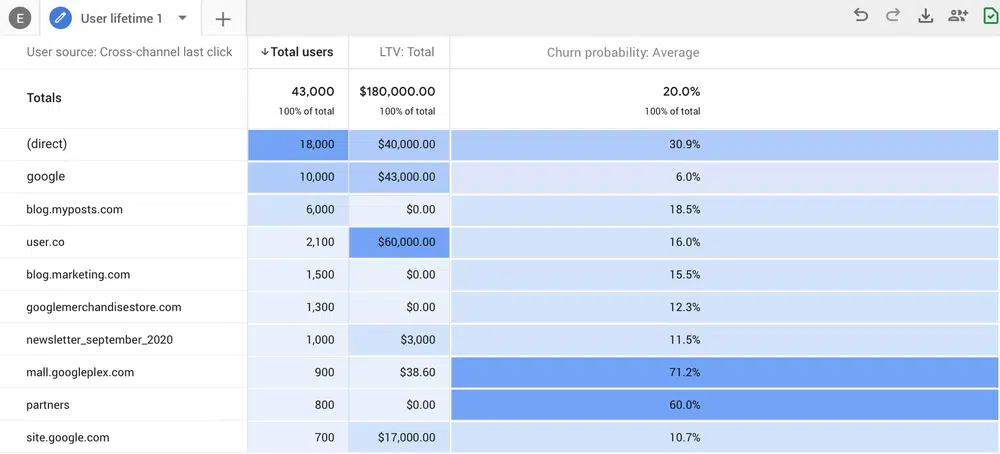 E User lifetime 1
User source: Cross-channel last click Total users LTV: Total Churn probability: Average
Totals 43,000 $180,000.00 20.0%
100% of total 100% of total 100% of total
(direct) 18,000 $40,000.00 30.9%
google 10,000 $43,000.00 6.0%
blog.myposts.com 6,000 $0.00 18.5%
user.co 2,100 $60,000.00 16.0%
blog.marketing.com 1,500 $0.00 15.5%
googlemerchandisestore.com 1,300 $0.00 12.3%
newsletter_september_2020 1,000 $3,000 11.5%
mall.googleplex.com 900 $38.60 71.2%
partners 800 $0.00 60.0%
site.google.com 700 $17,000.00 10.7%